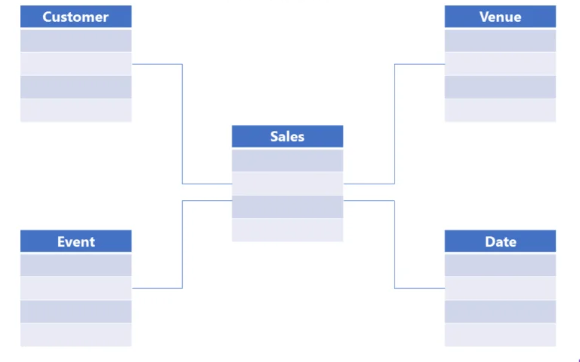 Customer
Venue
Sales
Event
Date